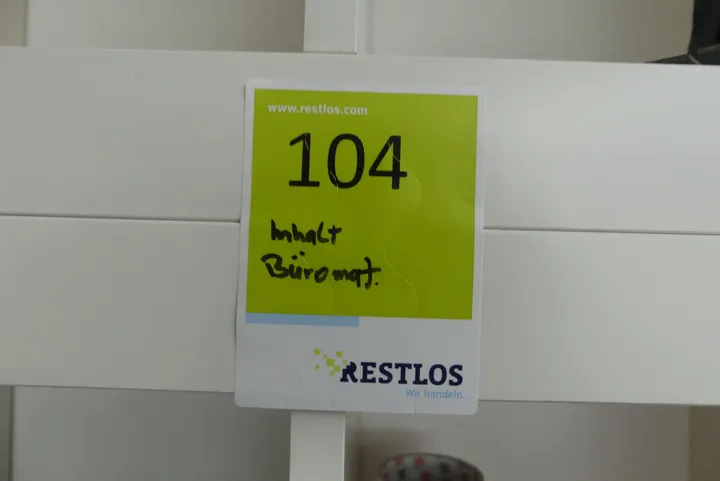 www.restlos.com
104
Inhalt
Büromat.
RESTLOS
Wir handeln.